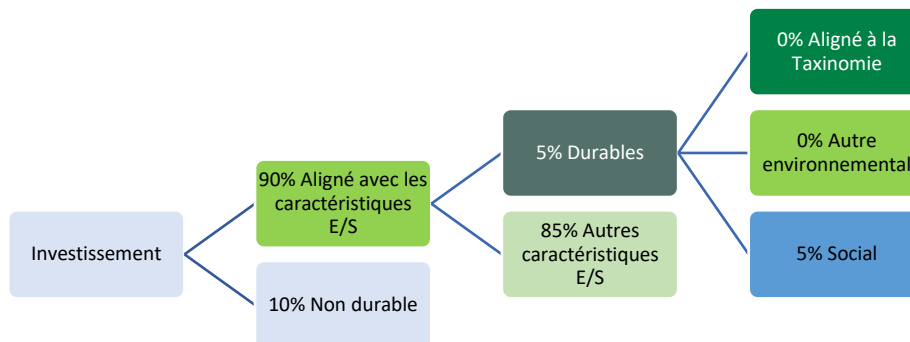 Investissement
90% Aligné avec les
caractéristiques
E/S
10% Non durable
5% Durables
85% Autres
caractéristiques
E/S
0% Aligné à la
Taxinomie
0% Autre
environnemental
5% Social